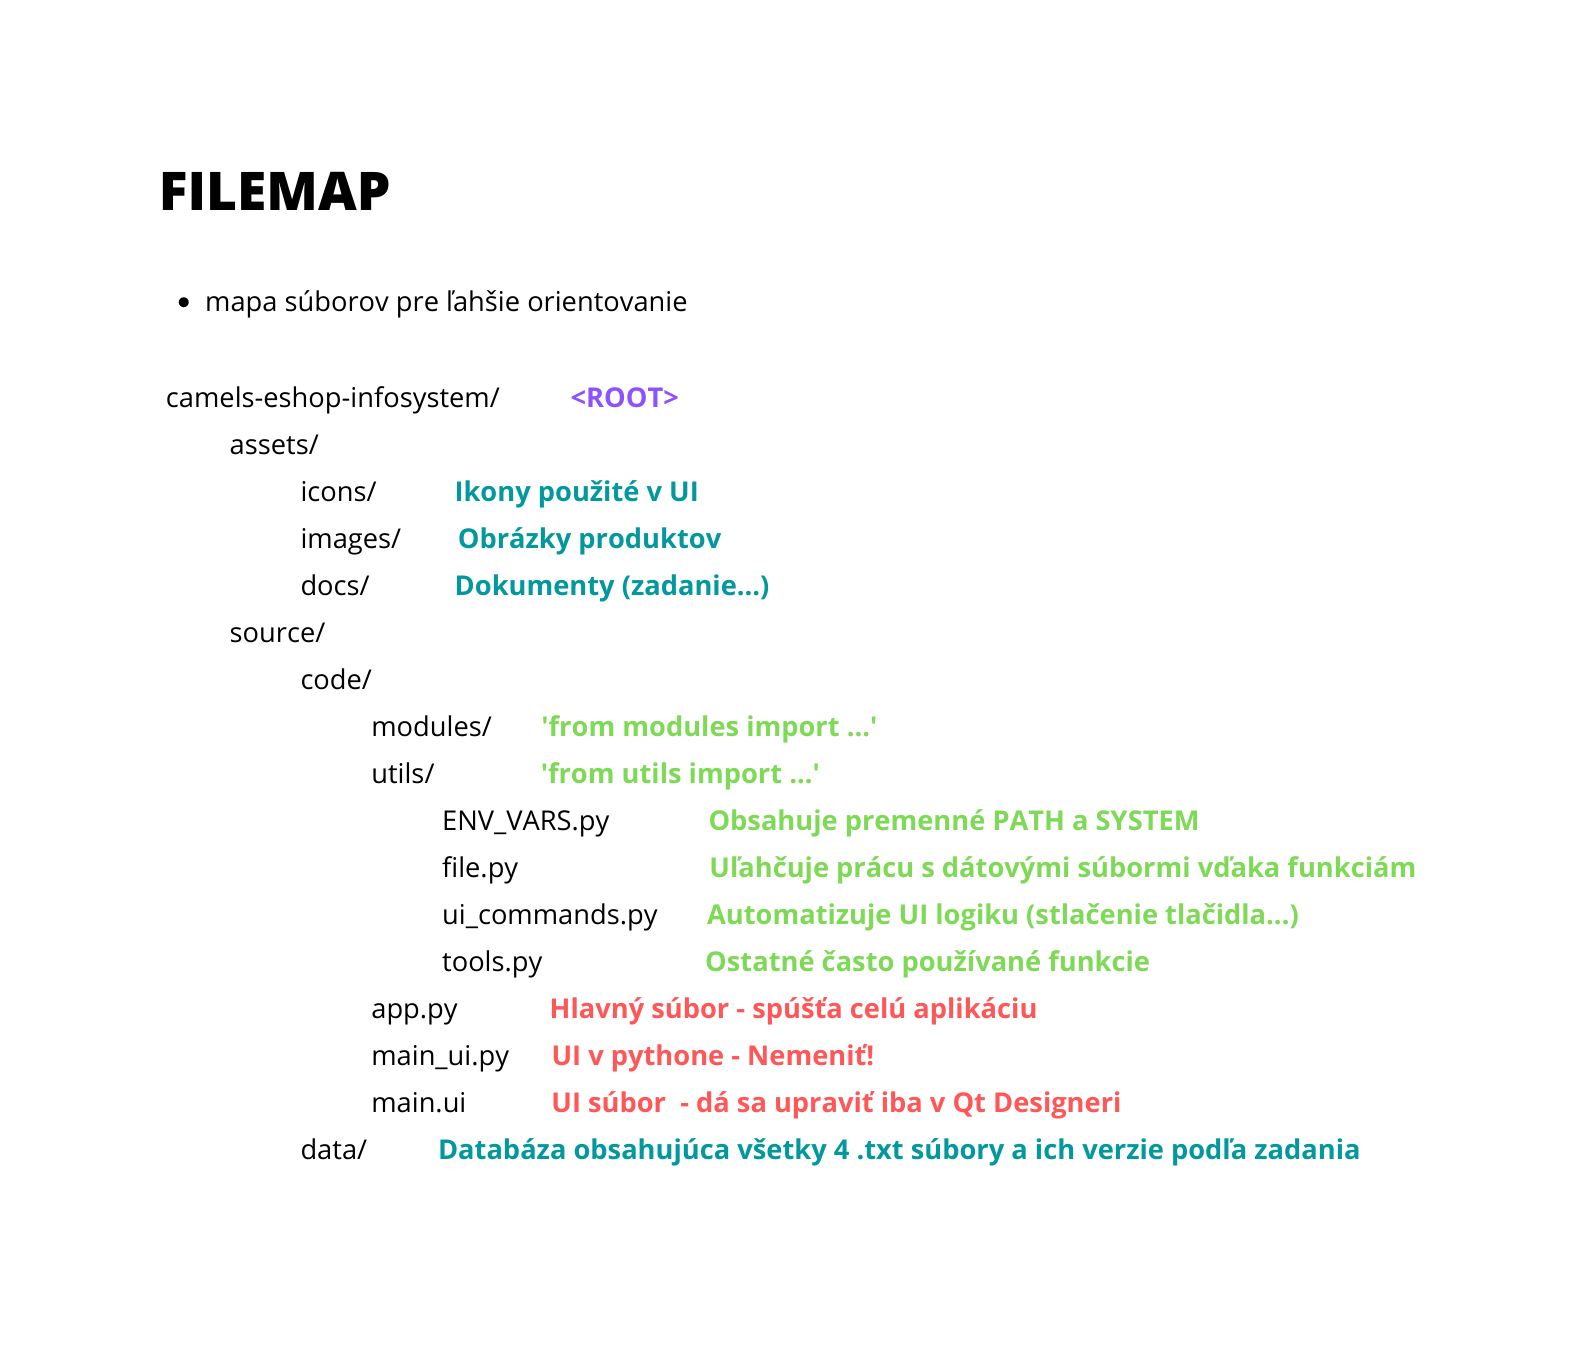 FILEMAP
• mapa súborov pre ľahšie orientovanie
camels-eshop-infosystem/ <ROOT>
assets/
icons/ Ikony použité v UI
images/ Obrázky produktov
docs/ Dokumenty (zadanie...)
source/
code/
modules/ 'from modules import ...'
utils/ 'from utils import ...'
ENV_VARS.py Obsahuje premenné PATH a SYSTEM
file.py Uľahčuje prácu s dátovými súbormi vďaka funkciám
ui_commands.py Automatizuje UI logiku (stlačenie tlačidla...)
tools.py Ostatné často používané funkcie
app.py Hlavný súbor - spúšťa celú aplikáciu
main_ui.py UI v pythone - Nemeniť!
main.ui UI súbor - dá sa upraviť iba v Qt Designeri
data/ Databáza obsahujúca všetky 4 .txt súbory a ich verzie podľa zadania